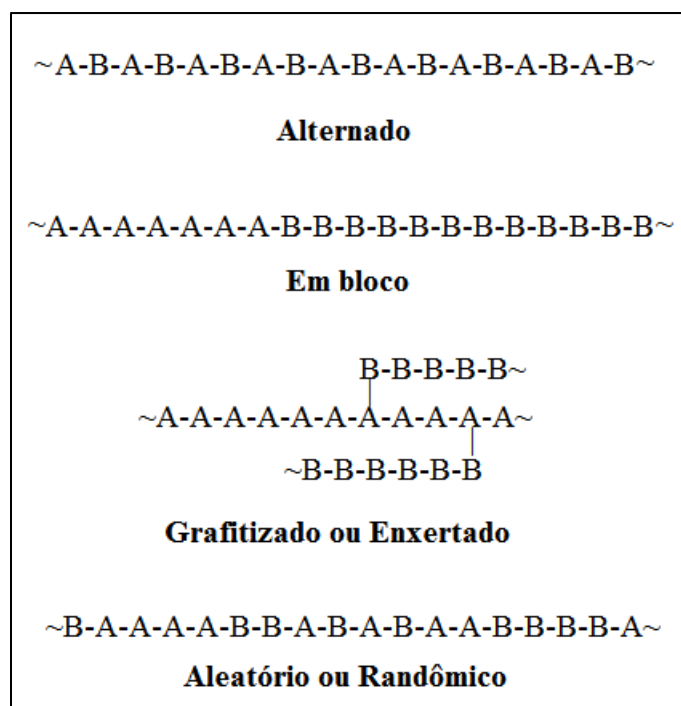 ~A-B-A-B-A-B-A-B-A-B-A-B-A-B-A-B-A-B~
Alternado
~A-A-A-A-A-A-A-B-B-B-B-B-B-B-B-B-B-B-B~
Em bloco
B-B-B-B-B~
~A-A-A-A-A-A-A-A-A-A-A~
~B-B-B-B-B-B
Grafitizado ou Enxertado
~B-A-A-A-A-B-B-A-B-A-B-A-A-B-B-B-B-A~
Aleatório ou Randômico